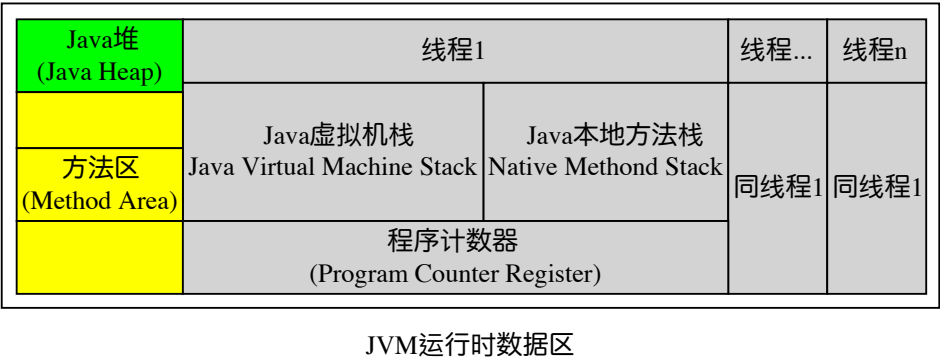 Java堆
(Java Heap)
线程1
线程...
线程n
Java虚拟机栈
Java Virtual Machine Stack
Java本地方法栈
Native Methond Stack
方法区
(Method Area)
同线程1
同线程1
程序计数器
(Program Counter Register)
JVM运行时数据区